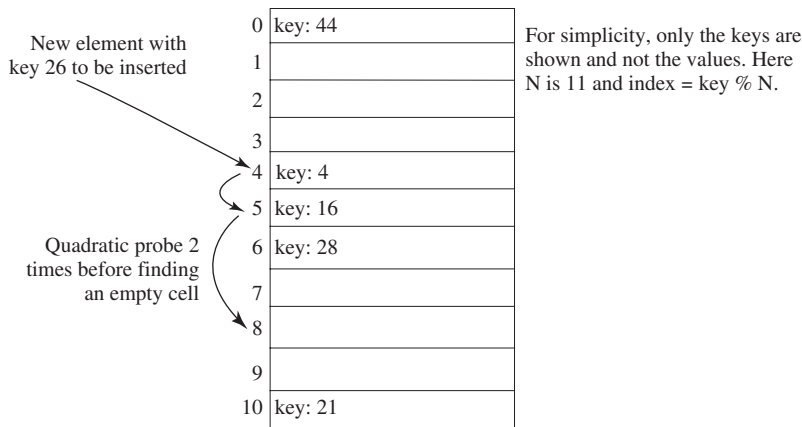 New element with
key 26 to be inserted
0 key: 44
1
2
3
4 key: 4
5 key: 16
6 key: 28
7
8
9
10 key: 21
Quadratic probe 2
times before finding
an empty cell
For simplicity, only the keys are
shown and not the values. Here
N is 11 and index = key % N.